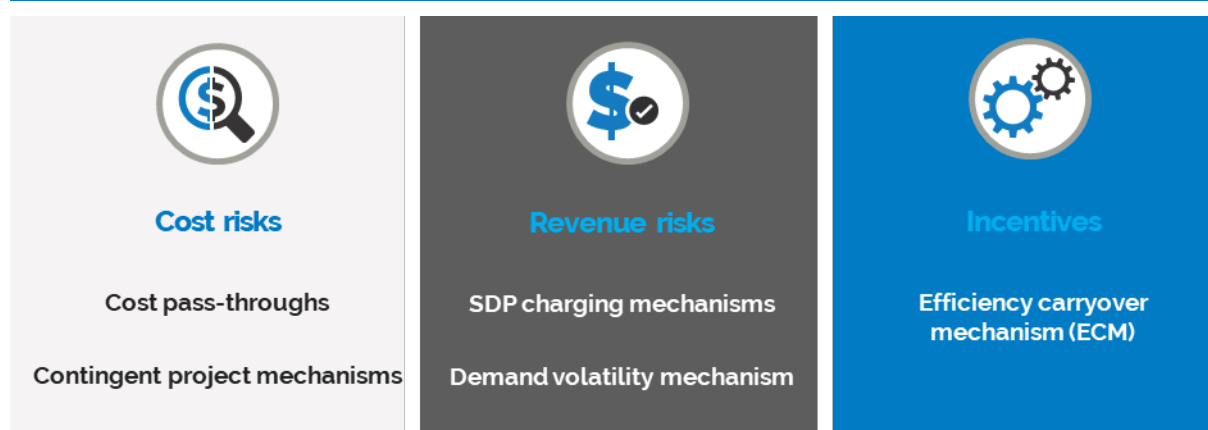 Cost risks
Cost pass-throughs
Contingent project mechanisms
Revenue risks
SDP charging mechanisms
Demand volatility mechanism
Incentives
Efficiency carryover
mechanism (ECM)